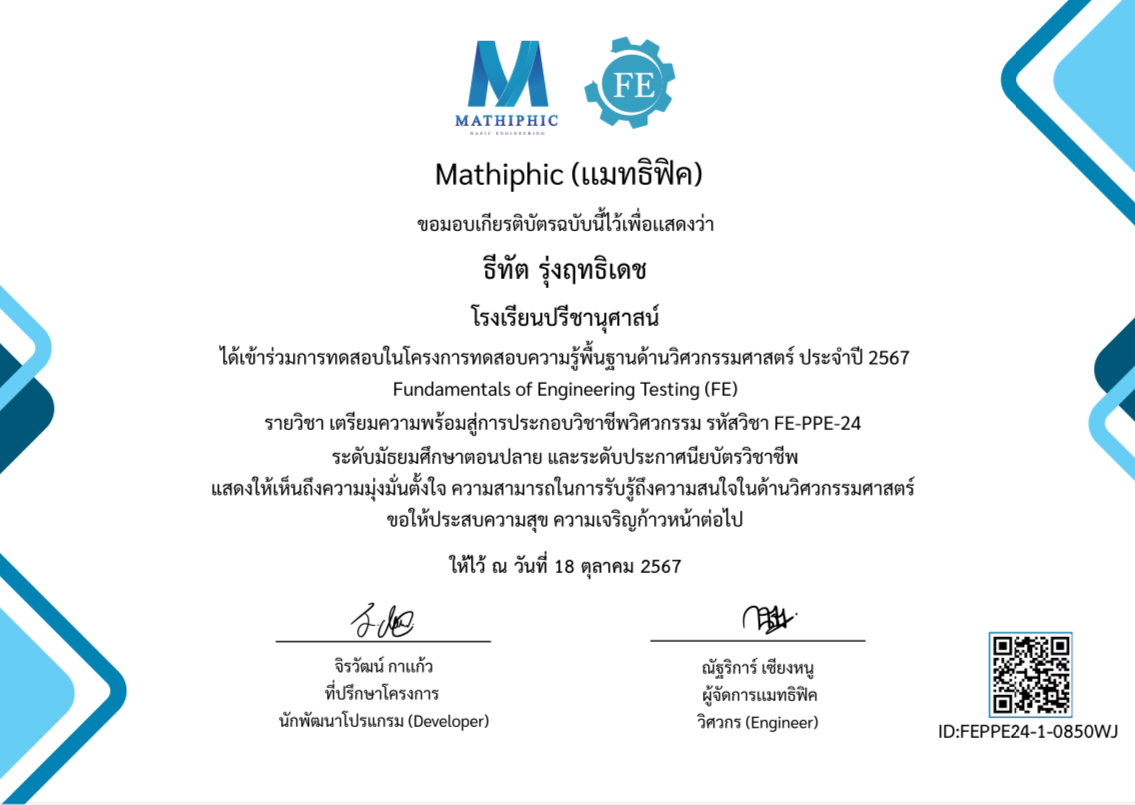 MATHIPHIC
BASIC ENGINEERING
FE
Mathiphic (แมทธิฟิค)
ขอมอบเกียรติบัตรฉบับนี้ไว้เพื่อแสดงว่า
ธีทัต รุ่งฤทธิเดช
โรงเรียนปรีชานุศาสน์
ได้เข้าร่วมการทดสอบในโครงการทดสอบความรู้พื้นฐานด้านวิศวกรรมศาสตร์ ประจำปี 2567
Fundamentals of Engineering Testing (FE)
รายวิชา เตรียมความพร้อมสู่การประกอบวิชาชีพวิศวกรรม รหัสวิชา FE-PPE-24
ระดับมัธยมศึกษาตอนปลาย และระดับประกาศนียบัตรวิชาชีพ
แสดงให้เห็นถึงความมุ่งมั่นตั้งใจ ความสามารถในการรับรู้ถึงความสนใจในด้านวิศวกรรมศาสตร์
ขอให้ประสบความสุข ความเจริญก้าวหน้าต่อไป
ให้ไว้ ณ วันที่ 18 ตุลาคม 2567
จิรวัฒน์ กาแก้ว
ที่ปรึกษาโครงการ
นักพัฒนาโปรแกรม (Developer)
ณัฐริการ์ เชียงหนู
ผู้จัดการแมทธิฟิค
วิศวกร (Engineer)
ID:FEPPE24-1-0850WJ